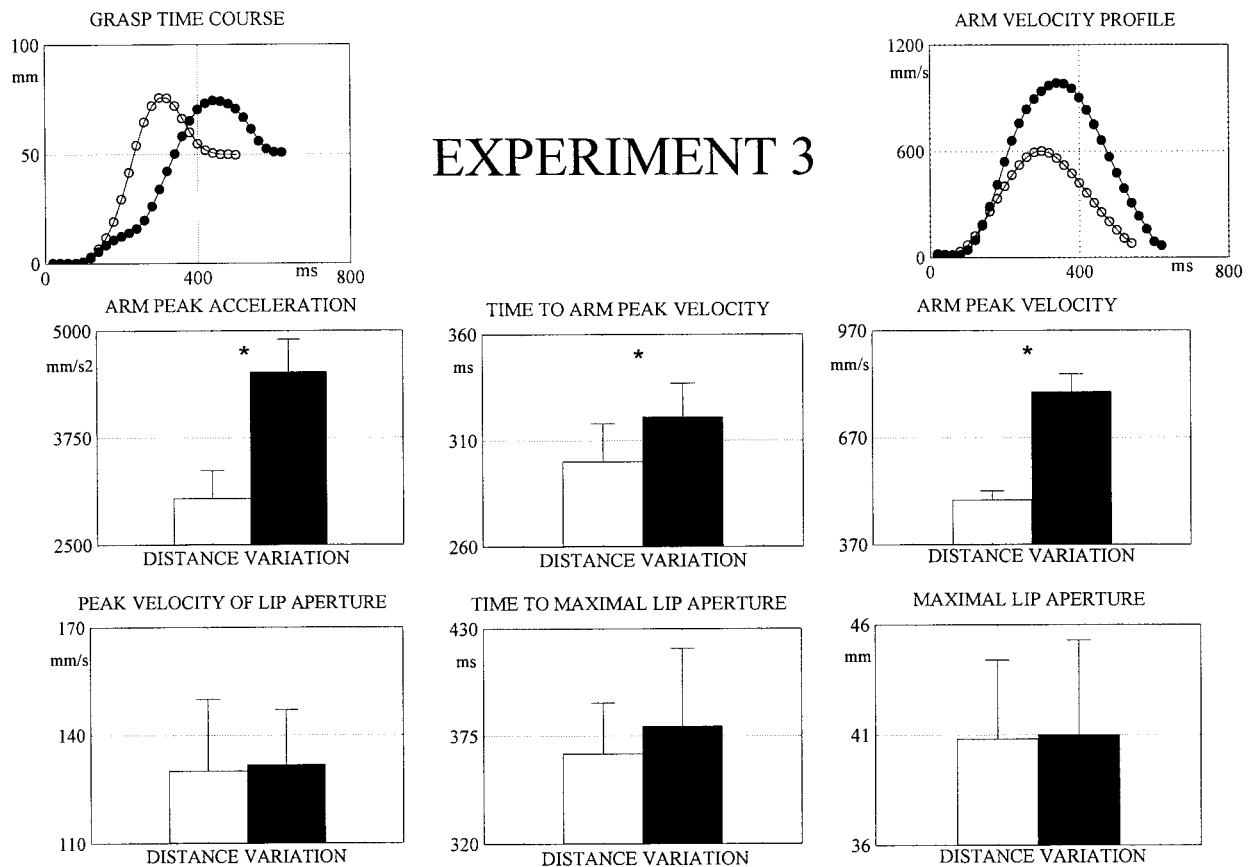 GRASP TIME COURSE
100
mm
50
0
0
400
ms
800
EXPERIMENT 3
ARM VELOCITY PROFILE
1200
mm/s
600
0
0
400
ms
800
ARM PEAK ACCELERATION
5000
mm/s2
*
3750
2500
DISTANCE VARIATION
TIME TO ARM PEAK VELOCITY
360
ms
*
310
260
DISTANCE VARIATION
ARM PEAK VELOCITY
970
mm/s
*
670
370
DISTANCE VARIATION
PEAK VELOCITY OF LIP APERTURE
170
mm/s
140
110
DISTANCE VARIATION
TIME TO MAXIMAL LIP APERTURE
430
ms
375
320
DISTANCE VARIATION
MAXIMAL LIP APERTURE
46
mm
41
36
DISTANCE VARIATION